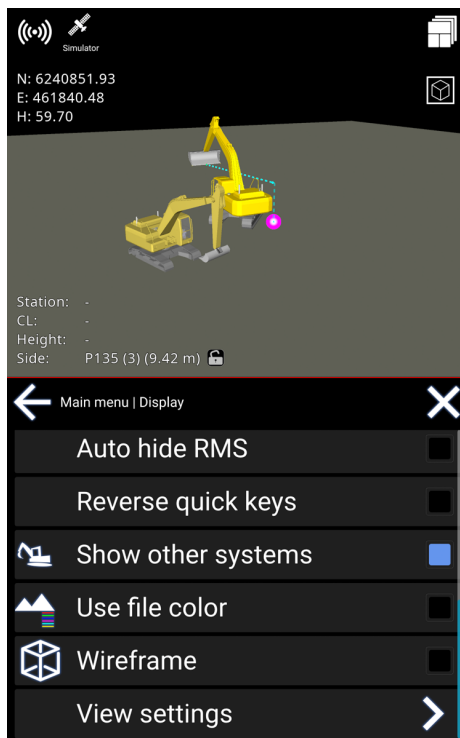 Simulator
N: 6240851.93
E: 461840.48
H: 59.70
Station: -
CL: -
Height: -
Side: P135 (3) (9.42 m)
Main menu | Display
Auto hide RMS
Reverse quick keys
Show other systems
Use file color
Wireframe
View settings